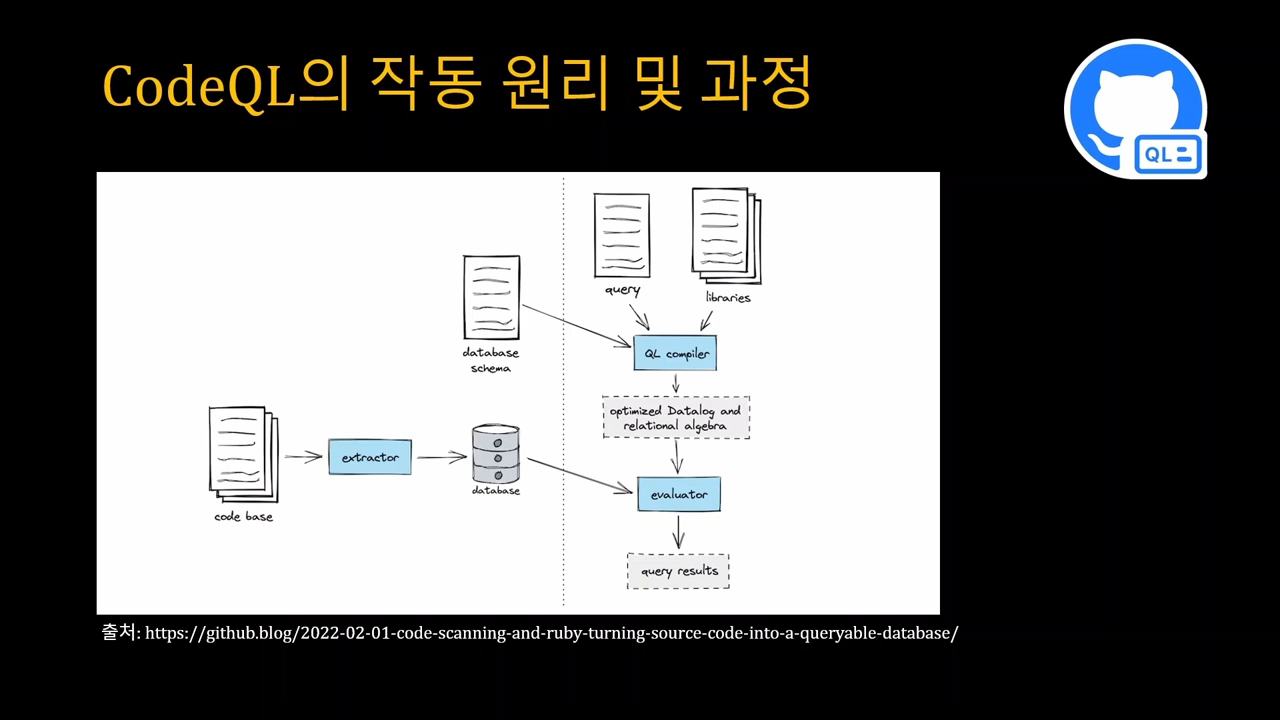 CodeQL의 작동 원리 및 과정
QL
query
libraries
database
schema
QL compiler
optimized Datalog and
relational algebra
code base
extractor
database
evaluator
query results
출처: https://github.blog/2022-02-01-code-scanning-and-ruby-turning-source-code-into-a-queryable-database/